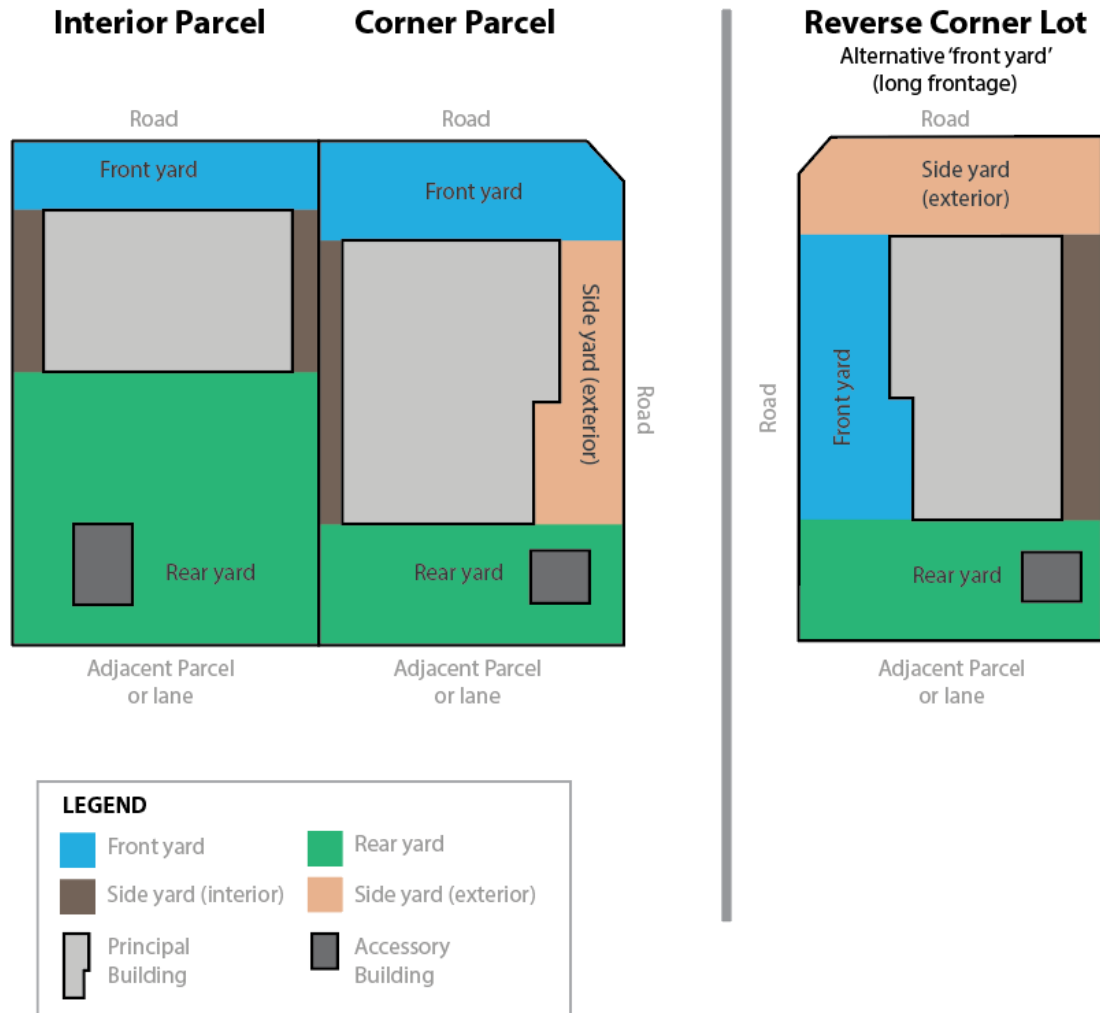 Interior Parcel
Corner Parcel
Reverse Corner Lot
Alternative ‘front yard’
(long frontage)
Road
Road
Road
Front yard
Front yard
Side yard
(exterior)
Side yard (exterior)
Road
Road
Front yard
Rear yard
Rear yard
Rear yard
Adjacent Parcel
or lane
Adjacent Parcel
or lane
Adjacent Parcel
or lane
LEGEND
Front yard
Rear yard
Side yard (interior)
Side yard (exterior)
Principal
Building
Accessory
Building